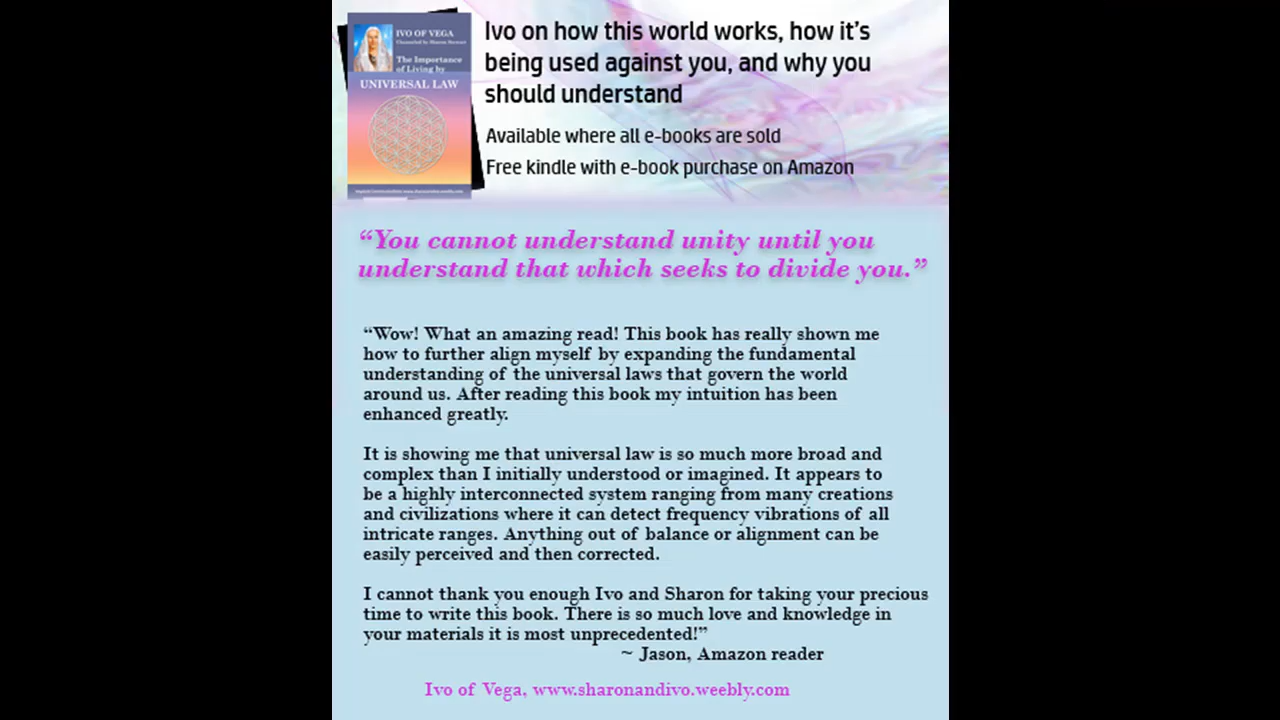 IVO OF VEGA
Channeled by Sharon Stewart
The Importance
of Living by
UNIVERSAL LAW
Ivo on how this world works, how it's
being used against you, and why you
should understand
Available where all e-books are sold
Free kindle with e-book purchase on Amazon
“You cannot understand unity until you
understand that which seeks to divide you.”
“Wow! What an amazing read! This book has really shown me
how to further align myself by expanding the fundamental
understanding of the universal laws that govern the world
around us. After reading this book my intuition has been
enhanced greatly.
It is showing me that universal law is so much more broad and
complex than I initially understood or imagined. It appears to
be a highly interconnected system ranging from many creations
and civilizations where it can detect frequency vibrations of all
intricate ranges. Anything out of balance or alignment can be
easily perceived and then corrected.
I cannot thank you enough Ivo and Sharon for taking your precious
time to write this book. There is so much love and knowledge in
your materials it is most unprecedented!”
~ Jason, Amazon reader
Ivo of Vega, www.sharonandivo.weebly.com